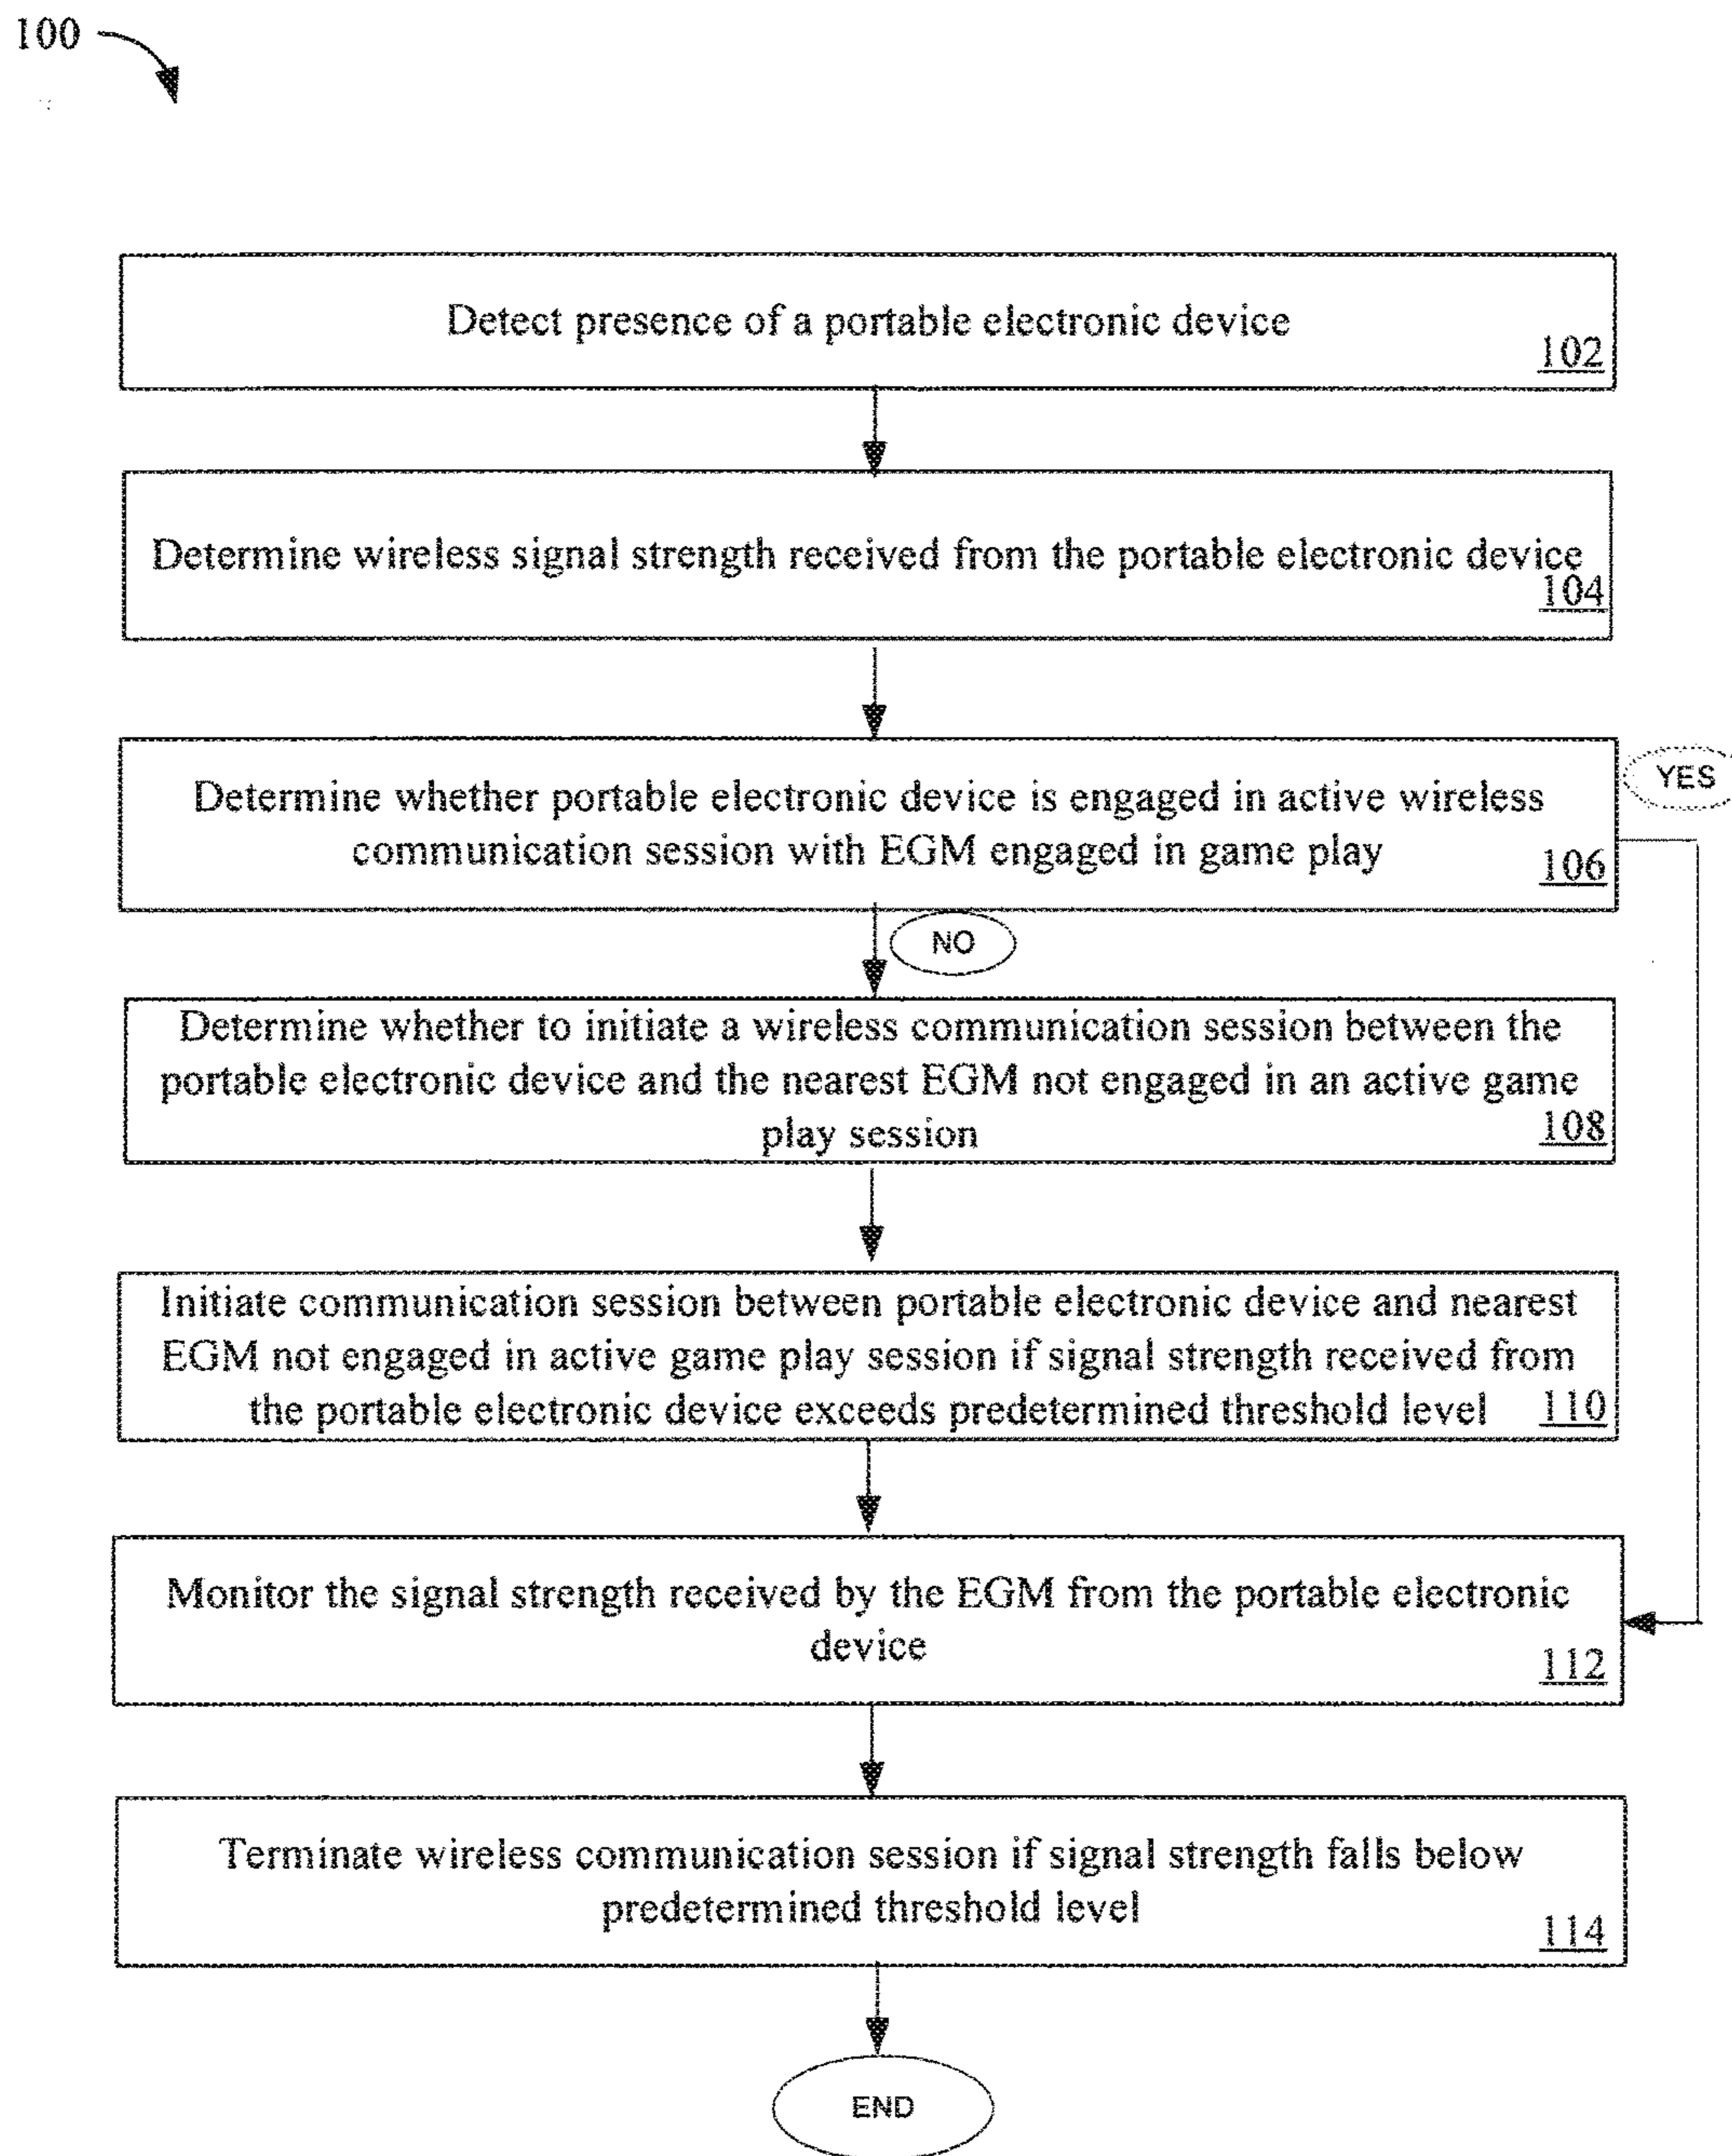 100
Detect presence of a portable electronic device
102
Determine wireless signal strength received from the portable electronic device
104
Determine whether portable electronic device is engaged in active wireless
communication session with EGM engaged in game play
106
YES
NO
Determine whether to initiate a wireless communication session between the
portable electronic device and the nearest EGM not engaged in an active game
play session
108
Initiate communication session between portable electronic device and nearest
EGM not engaged in active game play session if signal strength received from
the portable electronic device exceeds predetermined threshold level
110
Monitor the signal strength received by the EGM from the portable electronic
device
112
Terminate wireless communication session if signal strength falls below
predetermined threshold level
114
END